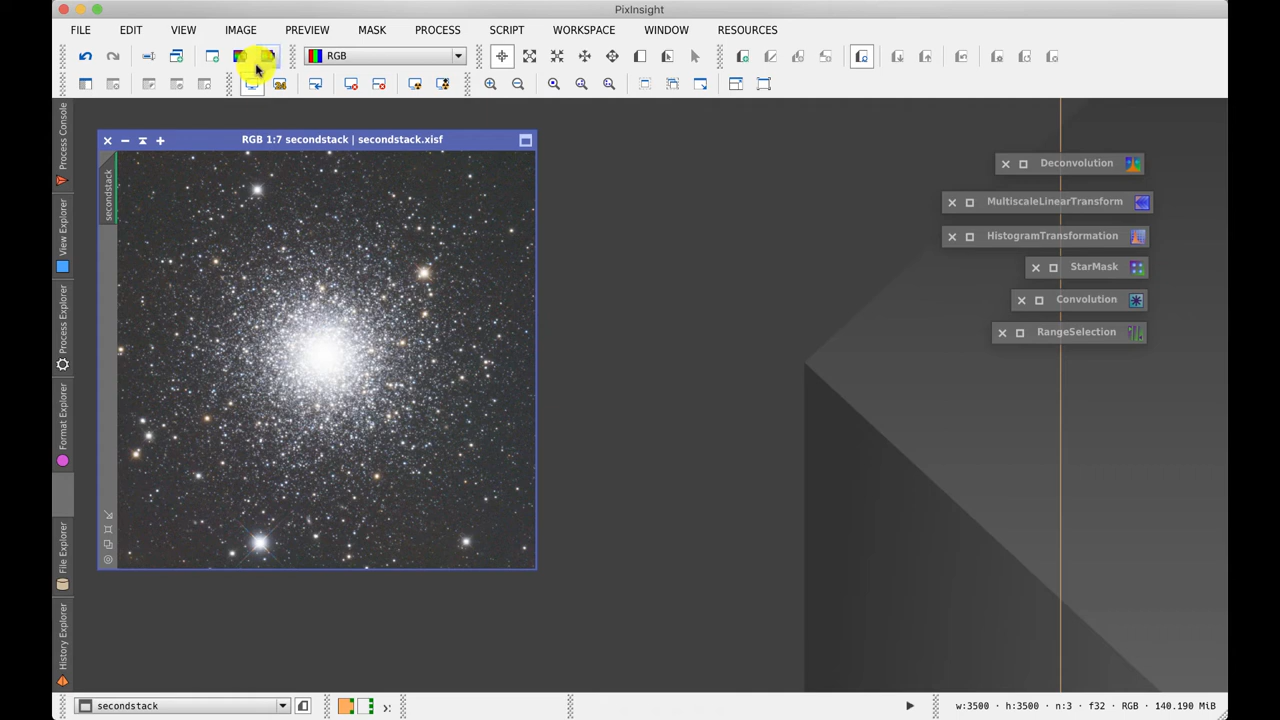 PixInsight
FILE EDIT VIEW IMAGE PREVIEW MASK PROCESS SCRIPT WORKSPACE WINDOW RESOURCES
RGB
Process Console
View Explorer
Process Explorer
Format Explorer
File Explorer
History Explorer
RGB 1:7 secondstack | secondstack.xisf
secondstack
Deconvolution
MultiscaleLinearTransform
HistogramTransformation
StarMask
Convolution
RangeSelection
secondstack
w:3500 · h:3500 · n:3 · f32 · RGB · 140.190 MiB